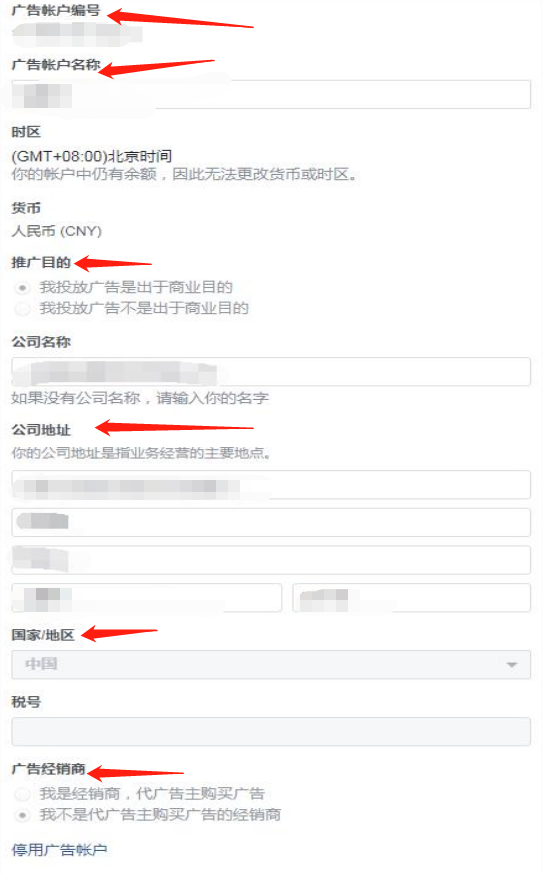 广告帐户编号
广告帐户名称
时区
(GMT+08:00)北京时间
你的帐户中仍有余额，因此无法更改货币或时区。
货币
人民币 (CNY)
推广目的
我投放广告是出于商业目的
我投放广告不是出于商业目的
公司名称
如果没有公司名称，请输入你的名字
公司地址
你的公司地址是指业务经营的主要地点。
国家/地区
中国
税号
广告经销商
我是经销商，代广告主购买广告
我不是代广告主购买广告的经销商
停用广告帐户